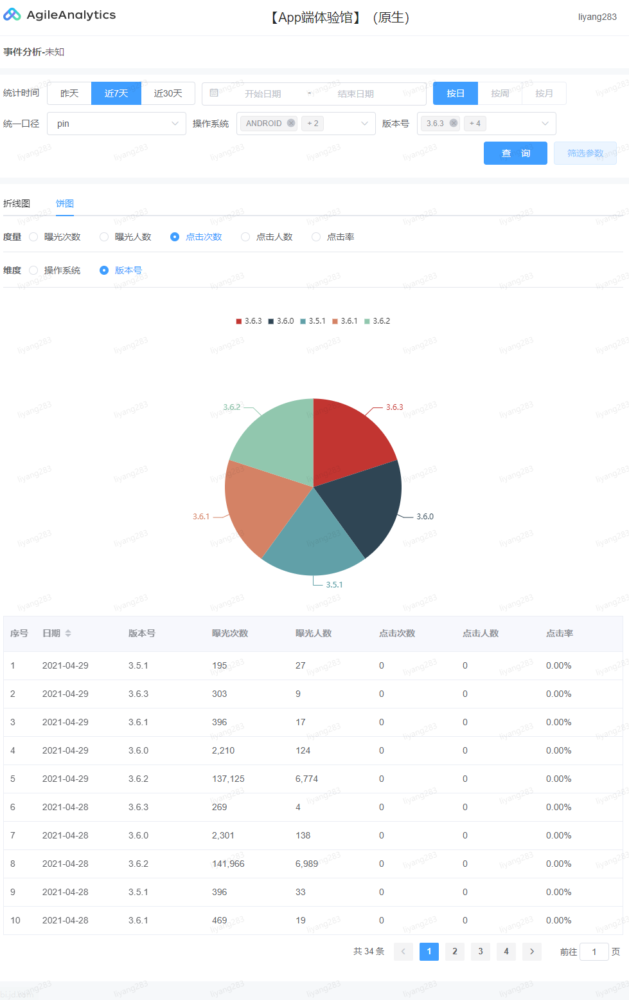 AgileAnalytics
【App端体验馆】（原生）
liyang283
事件分析-未知
统计时间 昨天 近7天 近30天 开始日期 - 结束日期 按日 按周 按月
统一口径 pin 操作系统 ANDROID + 2 版本号 3.6.3 + 4
查 询 筛选参数
折线图 饼图
度量 曝光次数 曝光人数 点击次数 点击人数 点击率
维度 操作系统 版本号
3.6.3 3.6.0 3.5.1 3.6.1 3.6.2
3.6.2 3.6.3
3.6.1 3.6.0
3.5.1
序号 日期 版本号 曝光次数 曝光人数 点击次数 点击人数 点击率
1 2021-04-29 3.5.1 195 27 0 0 0.00%
2 2021-04-29 3.6.3 303 9 0 0 0.00%
3 2021-04-29 3.6.1 396 17 0 0 0.00%
4 2021-04-29 3.6.0 2,210 124 0 0 0.00%
5 2021-04-29 3.6.2 137,125 6,774 0 0 0.00%
6 2021-04-28 3.6.3 269 4 0 0 0.00%
7 2021-04-28 3.6.0 2,301 138 0 0 0.00%
8 2021-04-28 3.6.2 141,966 6,989 0 0 0.00%
9 2021-04-28 3.5.1 396 33 0 0 0.00%
10 2021-04-28 3.6.1 469 19 0 0 0.00%
共 34 条 1 2 3 4 前往 1 页